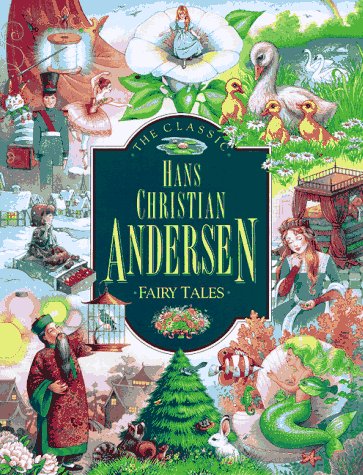 THE CLASSIC
HANS
CHRISTIAN
ANDERSEN
FAIRY TALES